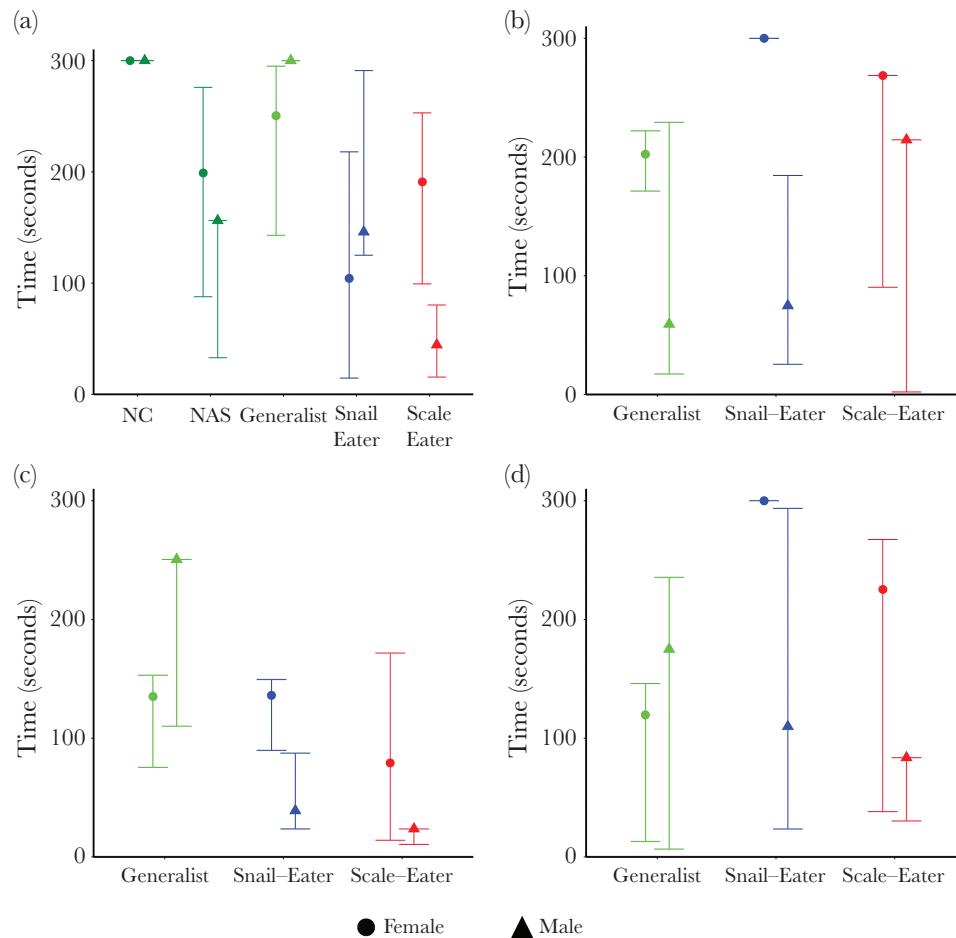 (a)
Time (seconds)
300
200
100
0
NC NAS Generalist Snail Eater Scale Eater
(b)
Time (seconds)
300
200
100
0
Generalist Snail–Eater Scale–Eater
(c)
Time (seconds)
300
200
100
0
Generalist Snail–Eater Scale–Eater
(d)
Time (seconds)
300
200
100
0
Generalist Snail–Eater Scale–Eater
Female Male